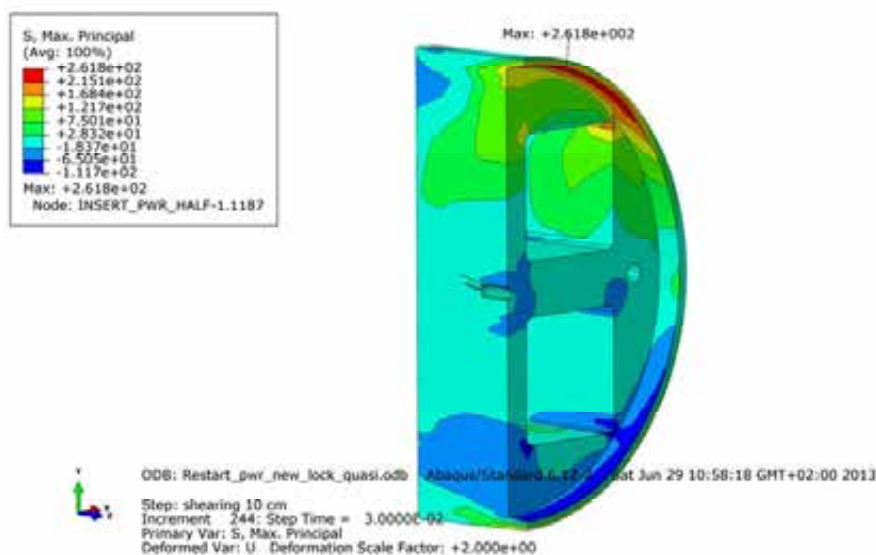 S, Max. Principal
(Avg: 100%)
+2.618e+02
+2.151e+02
+1.684e+02
+1.217e+02
+7.501e+01
+2.832e+01
-1.837e+01
-6.505e+01
-1.117e+02
Max: +2.618e+02
Node: INSERT_PWR_HALF-1.1187
Max: +2.618e+002
Y
Z
ODB: Restart_pwr_new_lock_quasi.odb Abaqus/Standard Sat Jun 29 10:58:18 GMT+02:00 2013
Step: shearing 10 cm
Increment 244: Step Time = 3.0000E-02
Primary Var: S, Max. Principal
Deformed Var: U Deformation Scale Factor: +2.000e+00